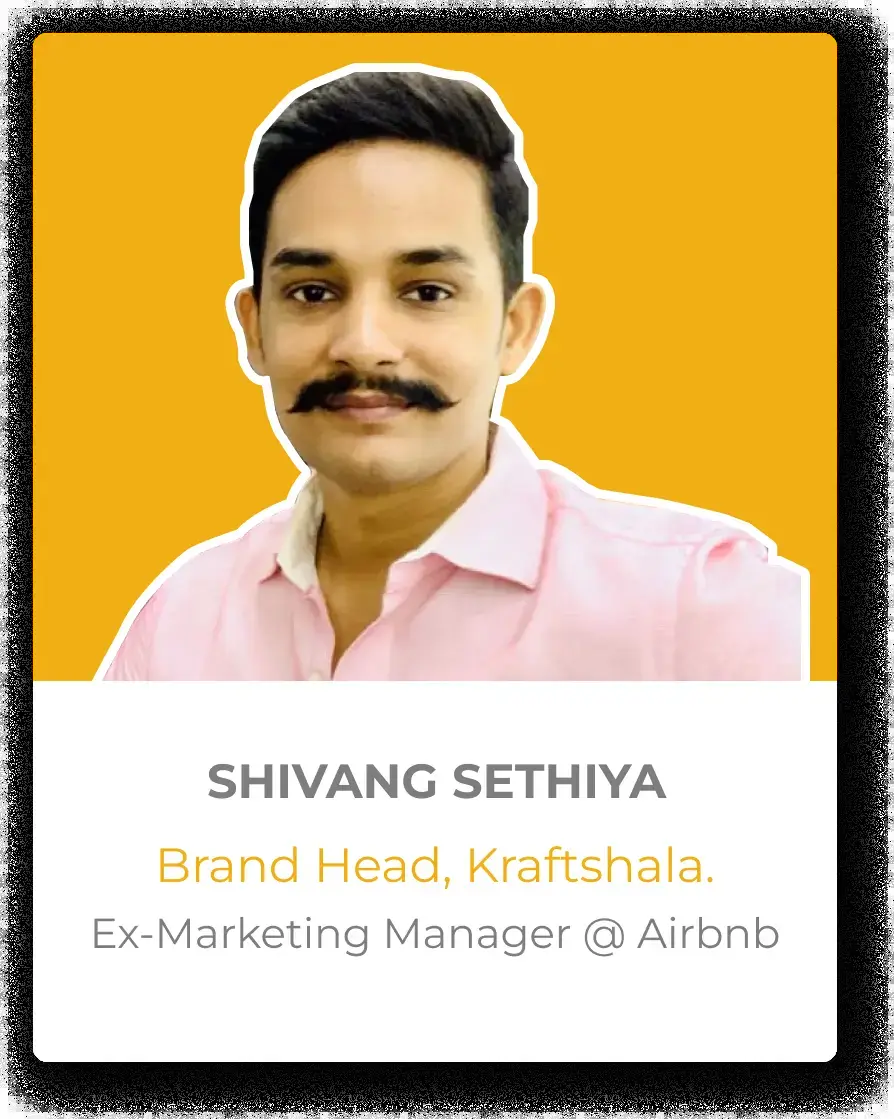 SHIVANG SETHIYA
Brand Head, Kraftshala.
Ex-Marketing Manager @ Airbnb